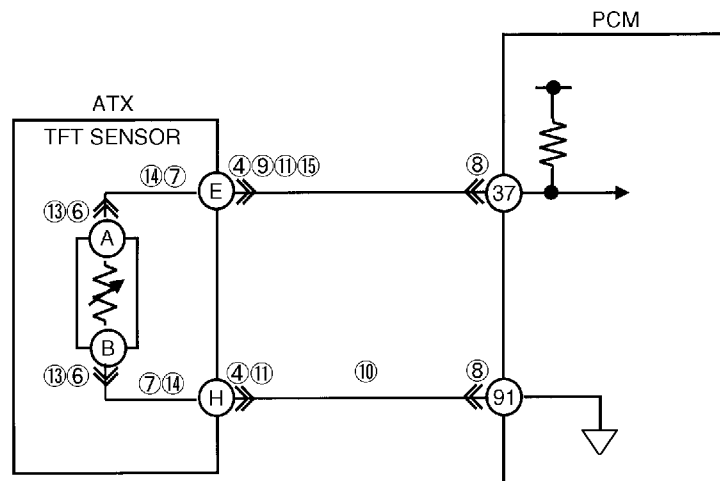 PCM
ATX
TFT SENSOR
⑭⑦ E ④⑨⑪⑮ ⑧ 37
⑬⑥
A
B
⑬⑥ ⑦⑭ H ④⑪ ⑩ ⑧ 91